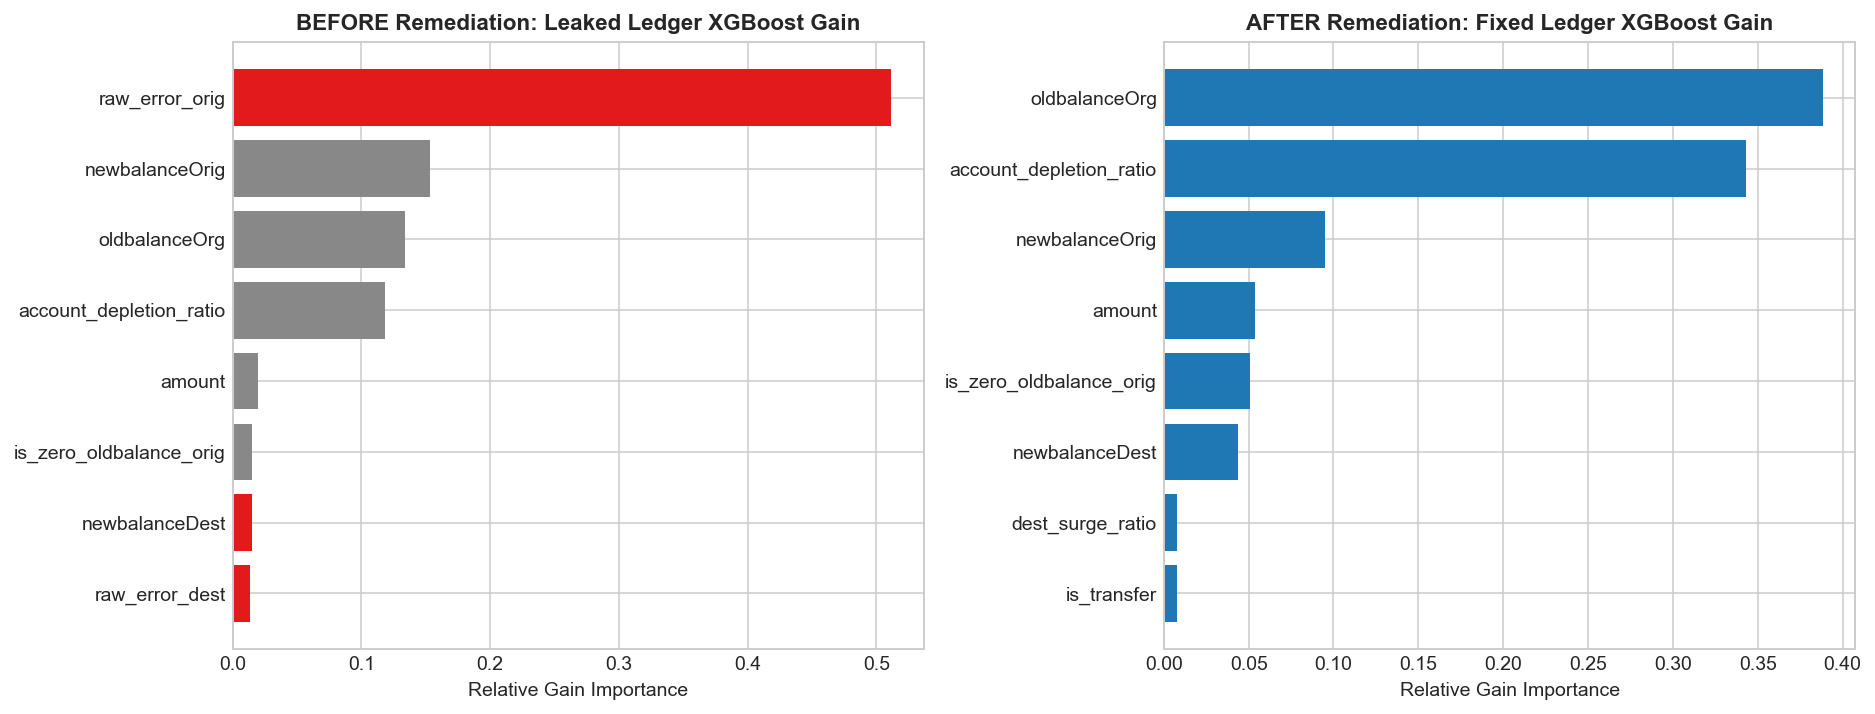 BEFORE Remediation: Leaked Ledger XGBoost Gain
raw_error_orig
newbalanceOrig
oldbalanceOrg
account_depletion_ratio
amount
is_zero_oldbalance_orig
newbalanceDest
raw_error_dest
0.0 0.1 0.2 0.3 0.4 0.5
Relative Gain Importance
AFTER Remediation: Fixed Ledger XGBoost Gain
oldbalanceOrg
account_depletion_ratio
newbalanceOrig
amount
is_zero_oldbalance_orig
newbalanceDest
dest_surge_ratio
is_transfer
0.00 0.05 0.10 0.15 0.20 0.25 0.30 0.35 0.40
Relative Gain Importance